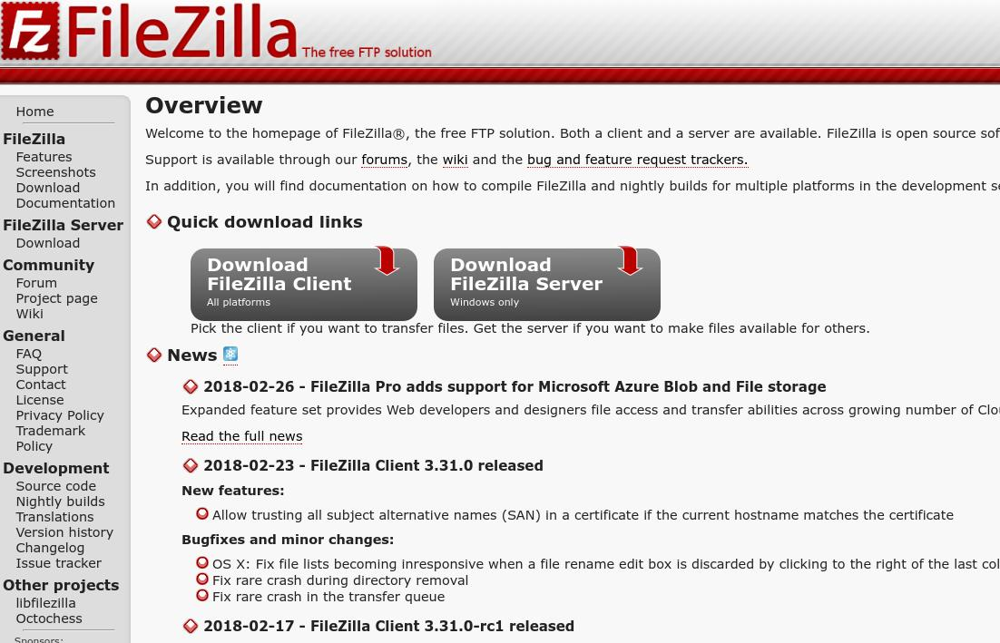 FileZilla The free FTP solution
Home
FileZilla
Features
Screenshots
Download
Documentation
FileZilla Server
Download
Community
Forum
Project page
Wiki
General
FAQ
Support
Contact
License
Privacy Policy
Trademark
Policy
Development
Source code
Nightly builds
Translations
Version history
Changelog
Issue tracker
Other projects
libfilezilla
Octochess
Sponsors:
Overview
Welcome to the homepage of FileZilla®, the free FTP solution. Both a client and a server are available. FileZilla is open source
Support is available through our forums, the wiki and the bug and feature request trackers.
In addition, you will find documentation on how to compile FileZilla and nightly builds for multiple platforms in the development
Quick download links
Download
FileZilla Client
All platforms
Download
FileZilla Server
Windows only
Pick the client if you want to transfer files. Get the server if you want to make files available for others.
News
2018-02-26 - FileZilla Pro adds support for Microsoft Azure Blob and File storage
Expanded feature set provides Web developers and designers file access and transfer abilities across growing number of
Read the full news
2018-02-23 - FileZilla Client 3.31.0 released
New features:
Allow trusting all subject alternative names (SAN) in a certificate if the current hostname matches the certificate
Bugfixes and minor changes:
OS X: Fix file lists becoming inresponsive when a file rename edit box is discarded by clicking to the right of the last
Fix rare crash during directory removal
Fix rare crash in the transfer queue
2018-02-17 - FileZilla Client 3.31.0-rc1 released